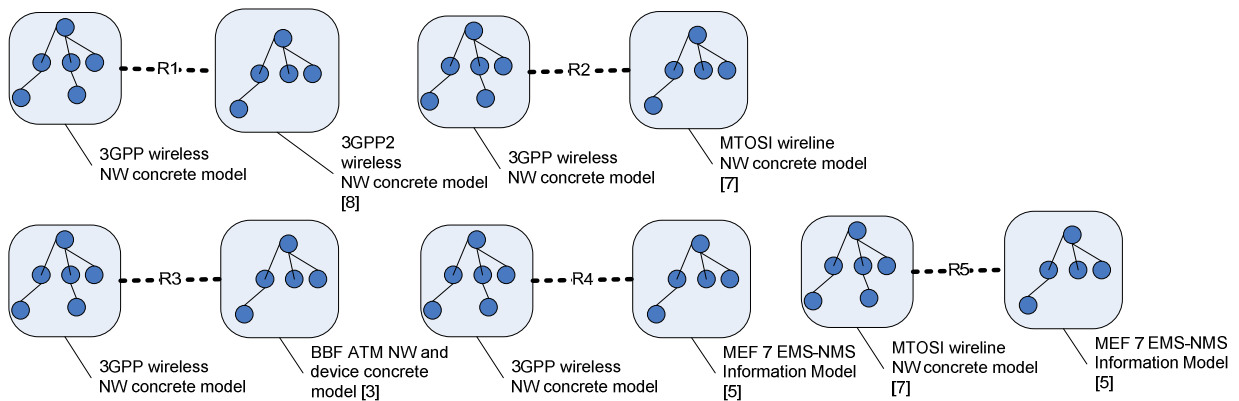 R1
R2
3GPP wireless
NW concrete model
3GPP2
wireless
NW concrete model
[8]
3GPP wireless
NW concrete model
MTOSI wireline
NW concrete model
[7]
R3
R4
R5
3GPP wireless
NW concrete model
BBF ATM NW and
device concrete
model [3]
3GPP wireless
NW concrete model
MEF 7 EMS-NMS
Information Model
[5]
MTOSI wireline
NW concrete model
[7]
MEF 7 EMS-NMS
Information Model
[5]